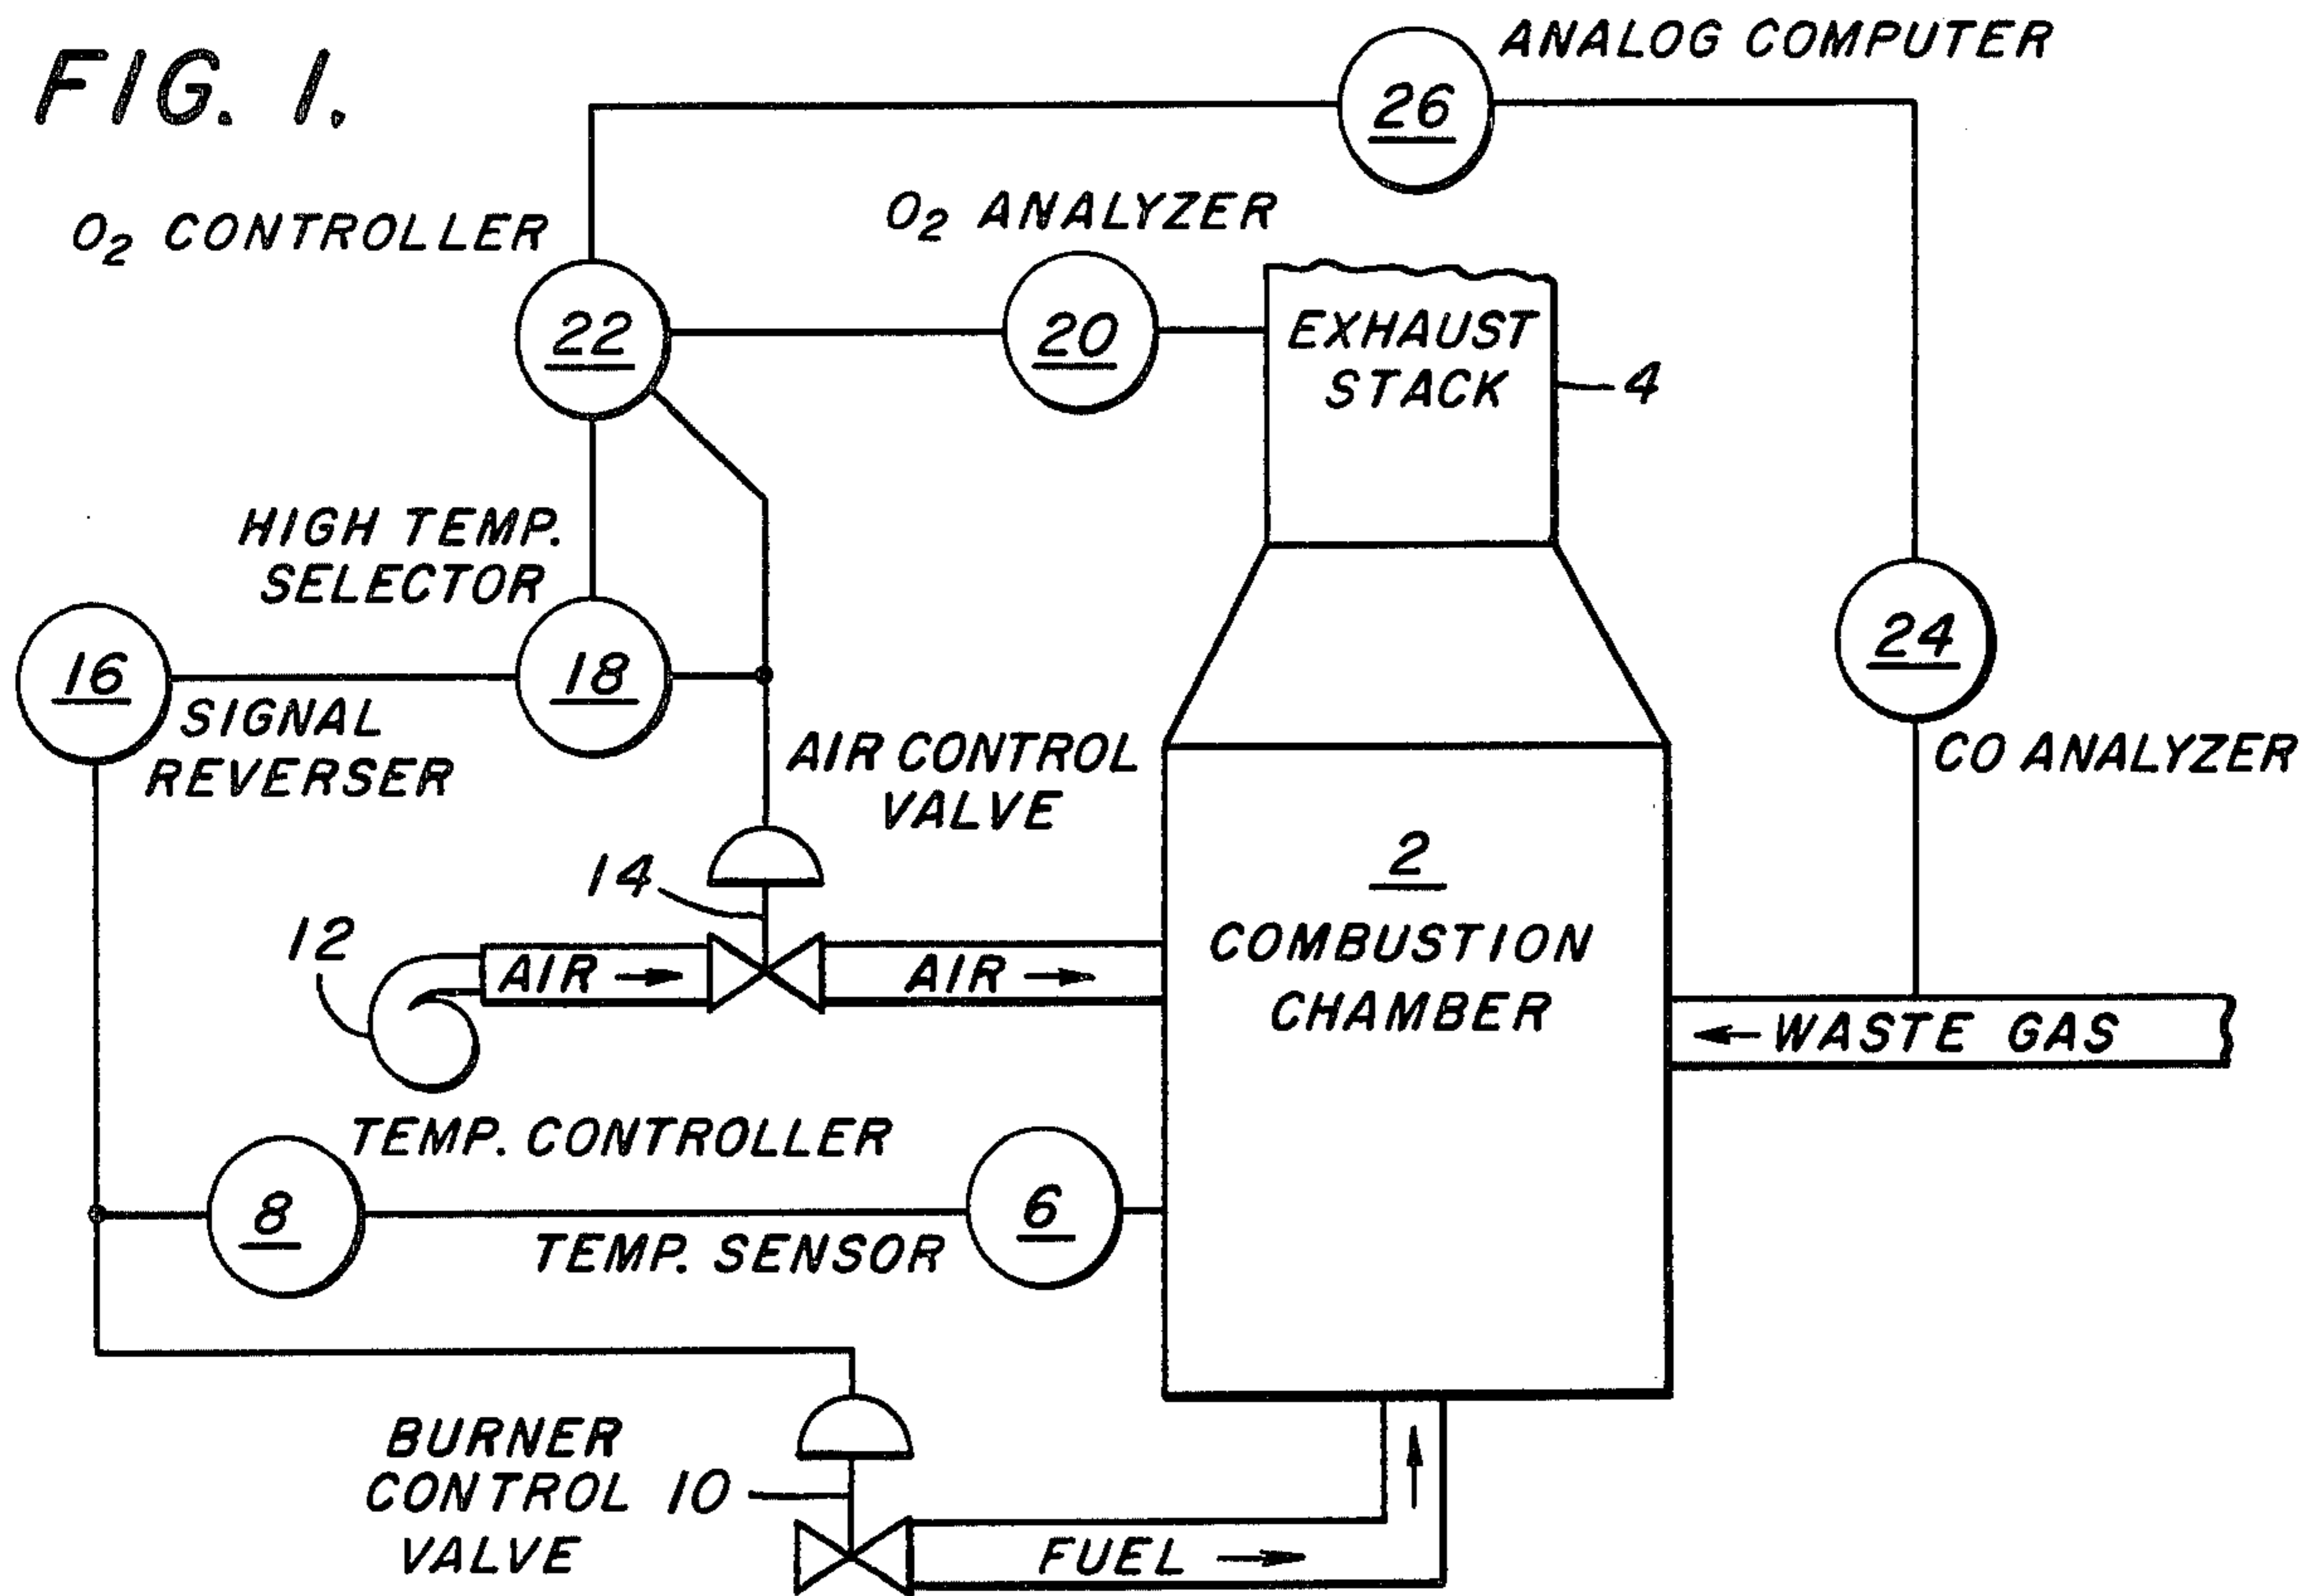 FIG. 1.
ANALOG COMPUTER
26
O₂ CONTROLLER
O₂ ANALYZER
22
20
EXHAUST
STACK
4
HIGH TEMP.
SELECTOR
16
18
24
SIGNAL
REVERSER
AIR CONTROL
VALVE
CO ANALYZER
14
2
COMBUSTION
CHAMBER
12
AIR →
AIR →
← WASTE GAS
TEMP. CONTROLLER
8
6
TEMP. SENSOR
BURNER
CONTROL
VALVE
10
FUEL →